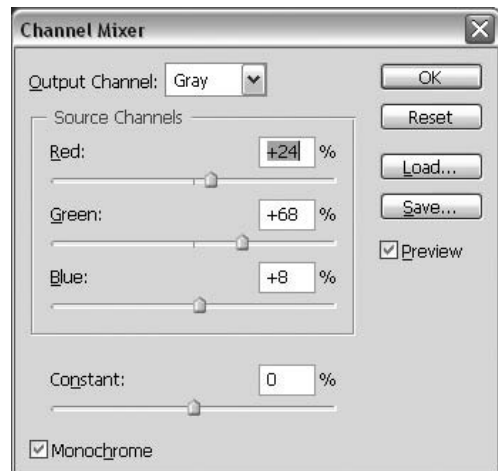 Channel Mixer
Output Channel: Gray
OK
Reset
Load...
Save...
Preview
Source Channels
Red: +24 %
Green: +68 %
Blue: +8 %
Constant: 0 %
Monochrome